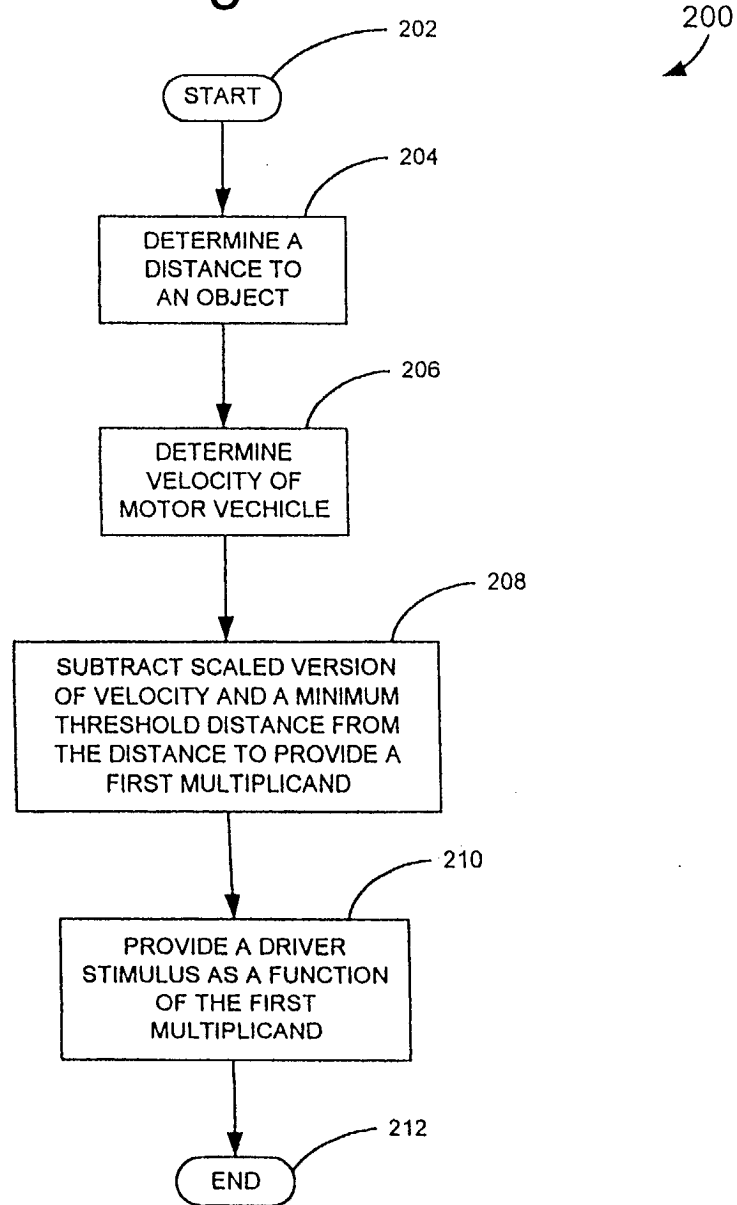 200
202
START
204
DETERMINE A
DISTANCE TO
AN OBJECT
206
DETERMINE
VELOCITY OF
MOTOR VECHICLE
208
SUBTRACT SCALED VERSION
OF VELOCITY AND A MINIMUM
THRESHOLD DISTANCE FROM
THE DISTANCE TO PROVIDE A
FIRST MULTIPLICAND
210
PROVIDE A DRIVER
STIMULUS AS A FUNCTION
OF THE FIRST
MULTIPLICAND
212
END